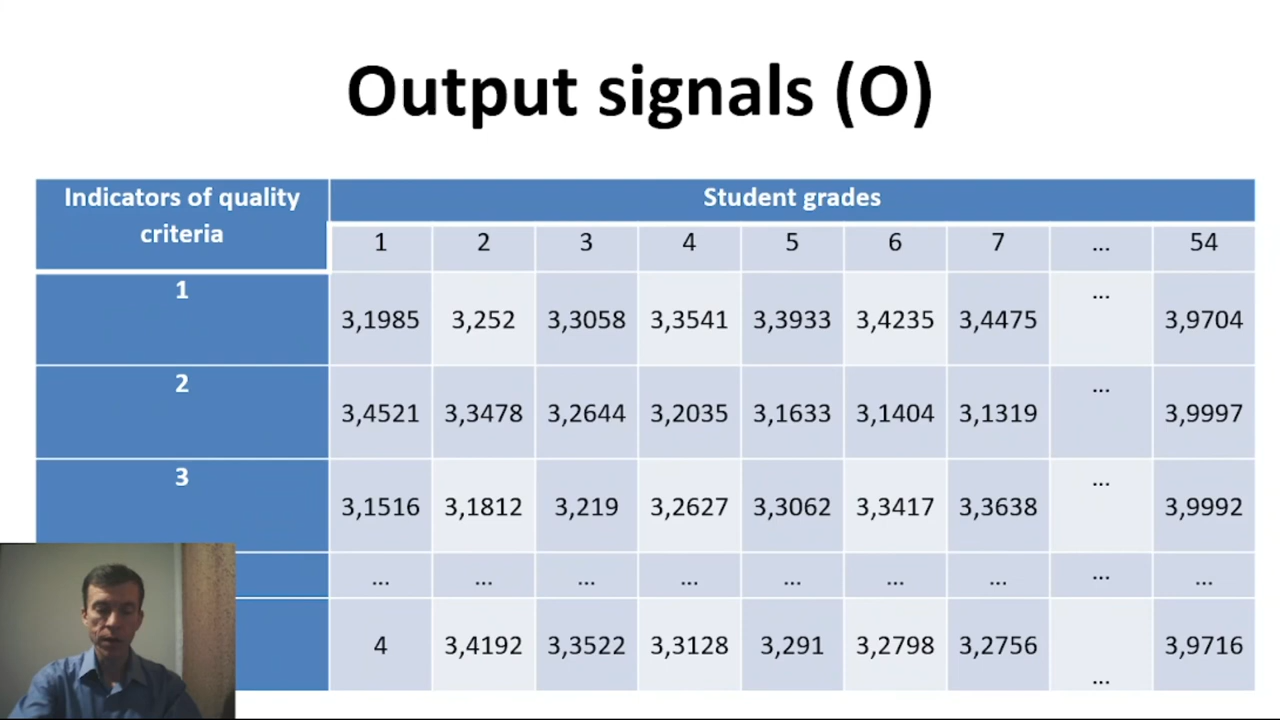 Output signals (O)
Indicators of quality
criteria
Student grades
1 2 3 4 5 6 7 ... 54
1 3,1985 3,252 3,3058 3,3541 3,3933 3,4235 3,4475 ... 3,9704
2 3,4521 3,3478 3,2644 3,2035 3,1633 3,1404 3,1319 ... 3,9997
3 3,1516 3,1812 3,219 3,2627 3,3062 3,3417 3,3638 ... 3,9992
... ... ... ... ... ... ... ... ...
4 3,4192 3,3522 3,3128 3,291 3,2798 3,2756 ... 3,9716